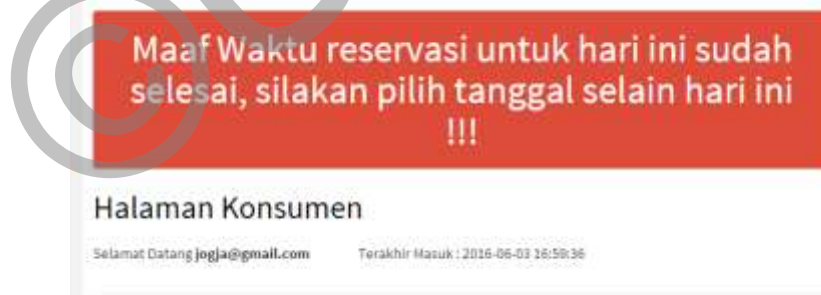 Maaf Waktu reservasi untuk hari ini sudah
selesai, silakan pilih tanggal selain hari ini
!!!
Halaman Konsumen
Selamat Datang jogja@gmail.com Terakhir Masuk : 2016-06-03 16:59:36